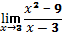 lim x→3 x² − 9 / x − 3